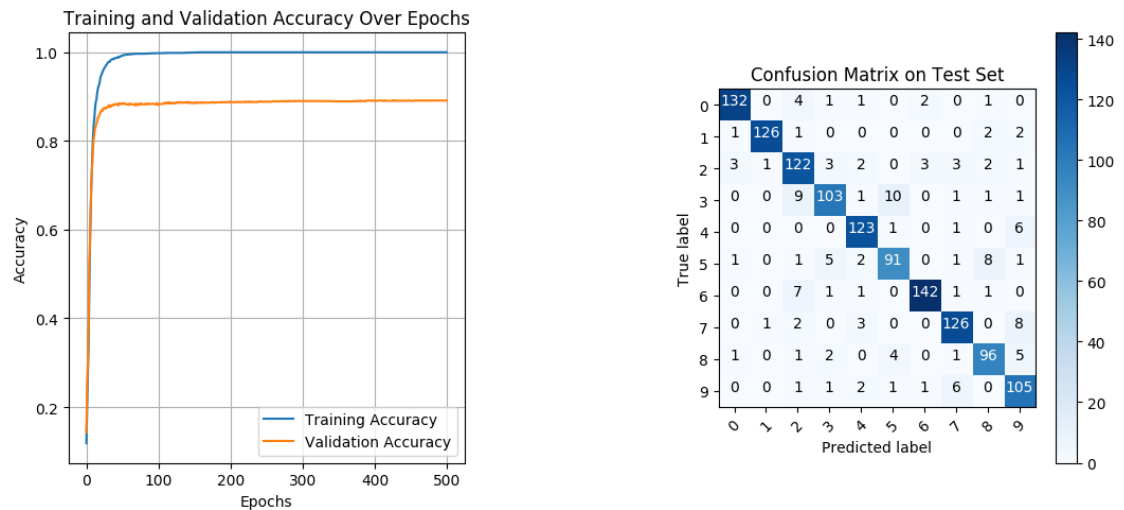 Training and Validation Accuracy Over Epochs
1.0
0.8
0.6
0.4
0.2
Accuracy
0 100 200 300 400 500
Epochs
Training Accuracy
Validation Accuracy
Confusion Matrix on Test Set
True label
0 132 0 4 1 1 0 2 0 1 0
1 1 126 1 0 0 0 0 0 2 2
2 3 1 122 3 2 0 3 3 2 1
3 0 0 9 103 1 10 0 1 1 1
4 0 0 0 0 123 1 0 1 0 6
5 1 0 1 5 2 91 0 1 8 1
6 0 0 7 1 1 0 142 1 1 0
7 0 1 2 0 3 0 0 126 0 8
8 1 0 1 2 0 4 0 1 96 5
9 0 0 1 1 2 1 1 6 0 105
0 1 2 3 4 5 6 7 8 9
Predicted label
140
120
100
80
60
40
20
0